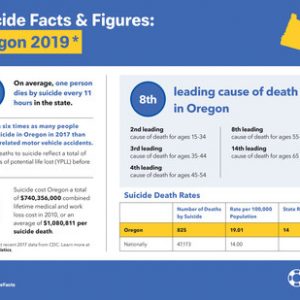 cide Facts & Figures:
gon 2019*
On average, one person
dies by suicide every 11
hours in the state.
s six times as many people
icide in Oregon in 2017 than
related motor vehicle accidents.
eaths to suicide reflect a total of
s of potential life lost (YPLL) before
Suicide cost Oregon a total
of $740,356,000 combined
lifetime medical and work
loss cost in 2010, or an
average of $1,080,811 per
suicide death.
t recent 2017 data from CDC. Learn more at
istics.
8th
leading cause of death
in Oregon
2nd leading
cause of death for ages 15-34
3rd leading
cause of death for ages 35-44
4th leading
cause of death for ages 45-54
8th leading
cause of death for ages 55-
14th leading
cause of death for ages 65
Suicide Death Rates
Number of Deaths
by Suicide
Rate per 100,000
Population
State R
Oregon 825 19.01 14
Nationally 47,173 14.00
eFacts